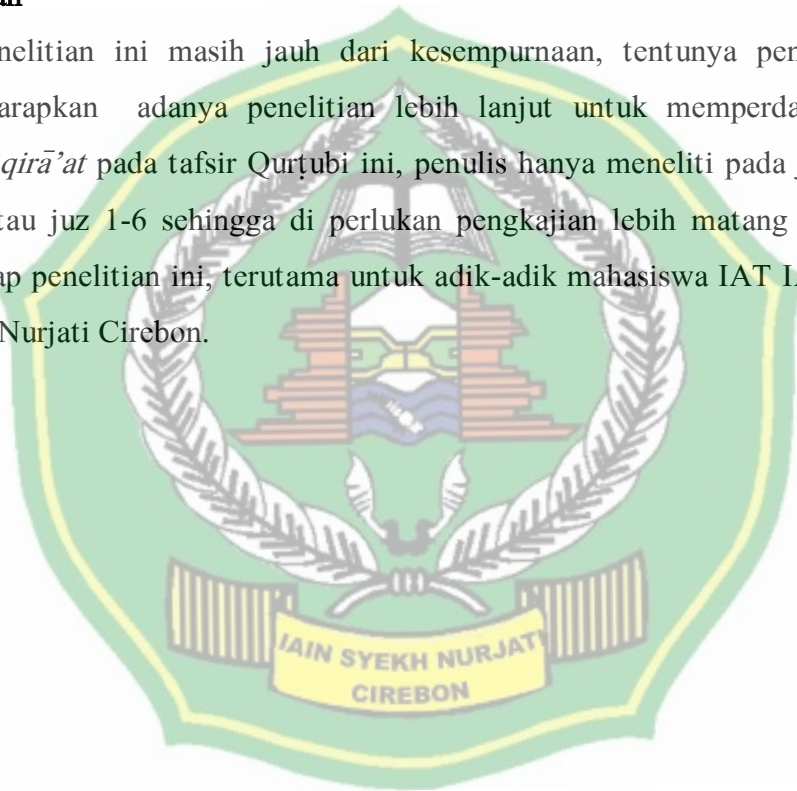 nelitian ini masih jauh dari kesempurnaan, tentunya pen
arapkan adanya penelitian lebih lanjut untuk memperda
qirā'at pada tafsir Qurṭubi ini, penulis hanya meneliti pada j
tau juz 1-6 sehingga di perlukan pengkajian lebih matang
ap penelitian ini, terutama untuk adik-adik mahasiswa IAT IA
Nurjati Cirebon.
IAIN SYEKH NURJATI
CIREBON